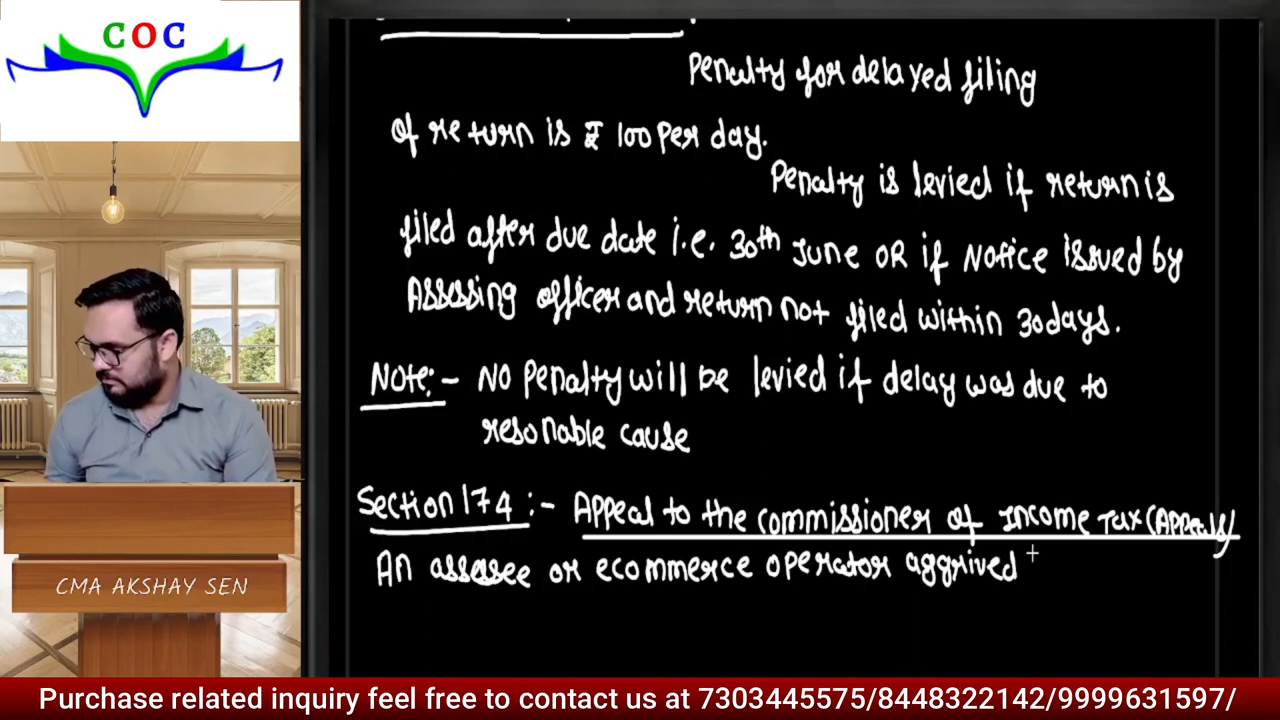 COC
Penalty for delayed filing
of return is ₹ 100 Per day.
Penalty is levied if return is
filed after due date i.e. 30th June OR if Notice issued by
Assessing officer and return not filed within 30 days.
Note:- No Penalty will be levied if delay was due to
resonable cause
Section 174 :- Appeal to the commissioner of Income Tax (Appeals)
An assessee or ecommerce operator aggrived
CMA AKSHAY SEN
Purchase related inquiry feel free to contact us at 7303445575/8448322142/9999631597/